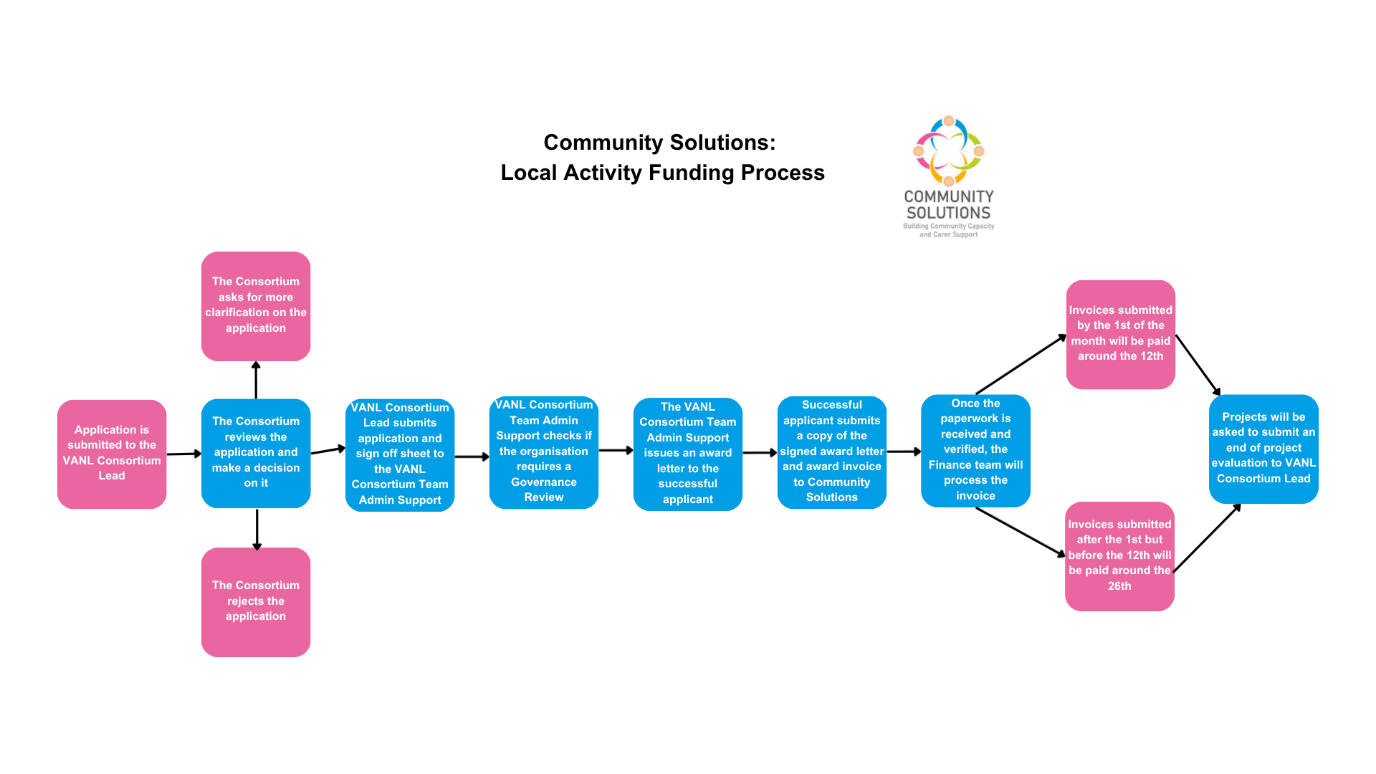 Community Solutions:
Local Activity Funding Process
COMMUNITY
SOLUTIONS
Building Community Capacity
and Carer Support
The Consortium
asks for more
clarification on the
application
Application is
submitted to the
VANL Consortium
Lead
The Consortium
reviews the
application and
make a decision
on it
The Consortium
rejects the
application
VANL Consortium
Lead submits
application and
sign off sheet to
the VANL
Consortium Team
Admin Support
VANL Consortium
Team Admin
Support checks if
the organisation
requires a
Governance
Review
The VANL
Consortium Team
Admin Support
issues an award
letter to the
successful
applicant
Successful
applicant submits
a copy of the
signed award letter
and award invoice
to Community
Solutions
Once the
paperwork is
received and
verified, the
Finance team will
process the
invoice
Invoices submitted
by the 1st of the
month will be paid
around the 12th
Invoices submitted
after the 1st but
before the 12th will
be paid around the
26th
Projects will be
asked to submit an
end of project
evaluation to VANL
Consortium Lead